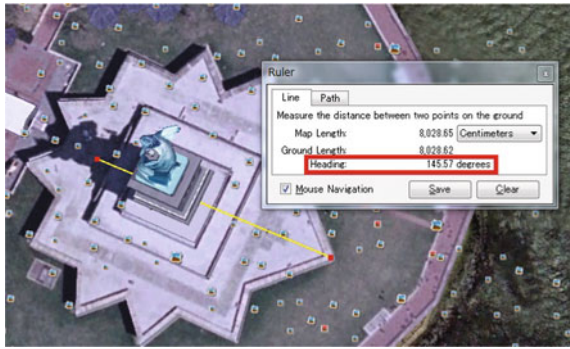 Ruler
Line Path
Measure the distance between two points on the ground
Map Length: 8,028.65 Centimeters
Ground Length: 8,028.62
Heading: 145.57 degrees
Mouse Navigation Save Clear